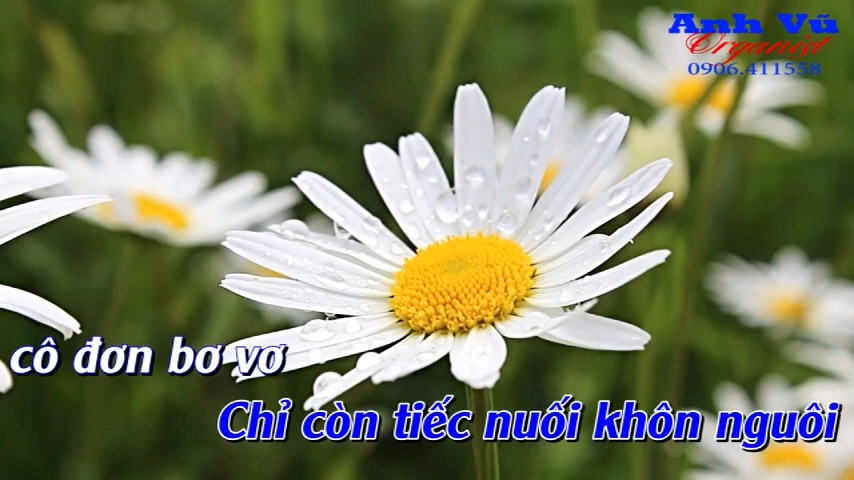 Anh Vũ
Organist
0906.411558
cô đơn bơ vơ
Chỉ còn tiếc nuối khôn nguôi